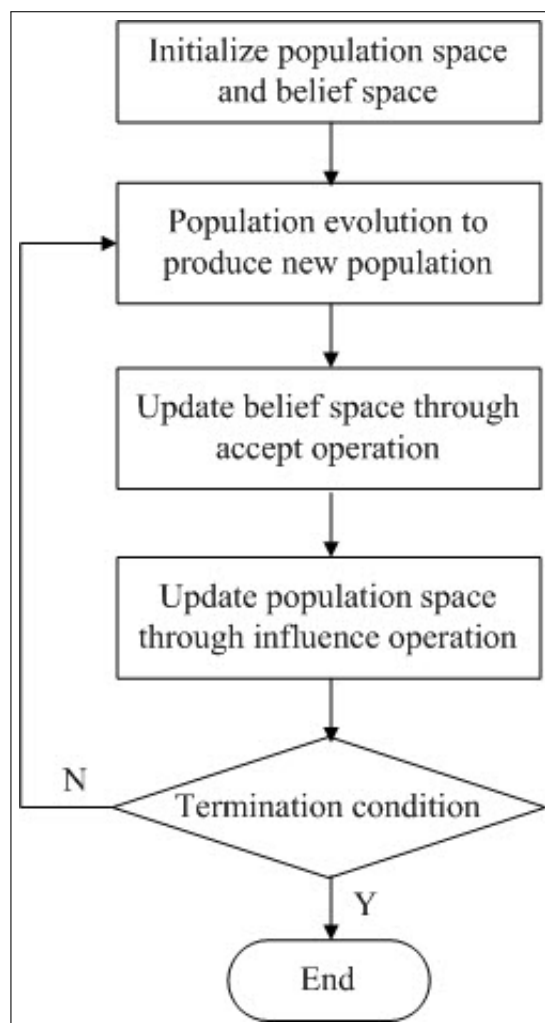 Initialize population space
and belief space
Population evolution to
produce new population
Update belief space through
accept operation
Update population space
through influence operation
N
Termination condition
Y
End